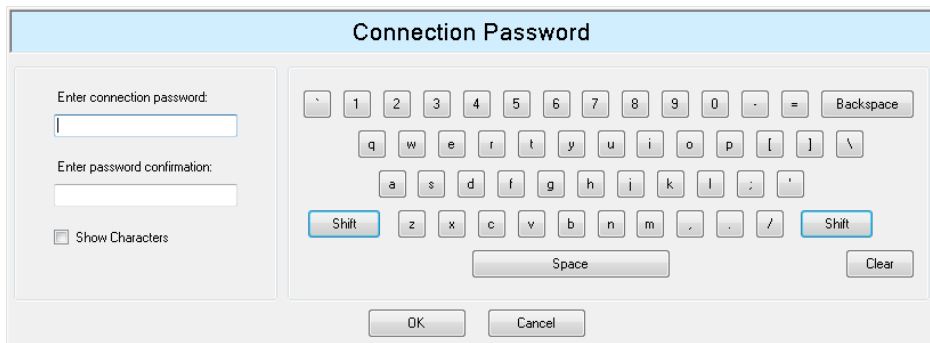 Connection Password
Enter connection password:
Enter password confirmation:
Show Characters
` 1 2 3 4 5 6 7 8 9 0 - = Backspace
q w e r t y u i o p [ ] \
a s d f g h j k l ; '
Shift z x c v b n m , . / Shift
Space Clear
OK Cancel